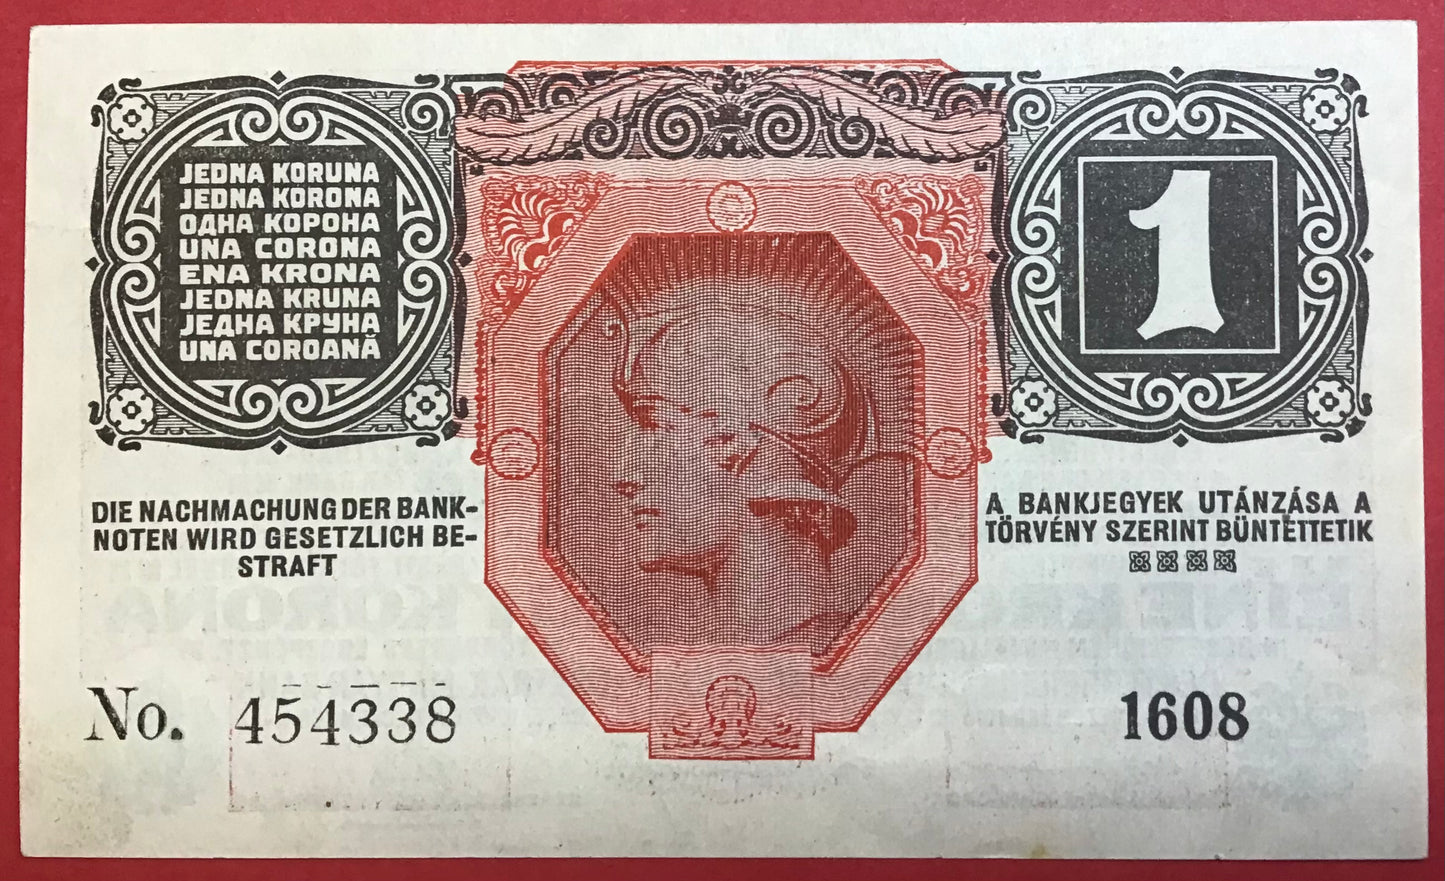 JEDNA KORUNA
JEDNA KORONA
ОДНА КОРОНА
UNA CORONA
ENA KRONA
JEDNA KRUNA
ЈЕДНА КРУНА
UNA COROANĂ
1
DIE NACHMACHUNG DER BANK-
NOTEN WIRD GESETZLICH BE-
STRAFT
A BANKJEGYEK UTÁNZÁSA A
TÖRVÉNY SZERINT BÜNTETTETIK
No. 454338
1608